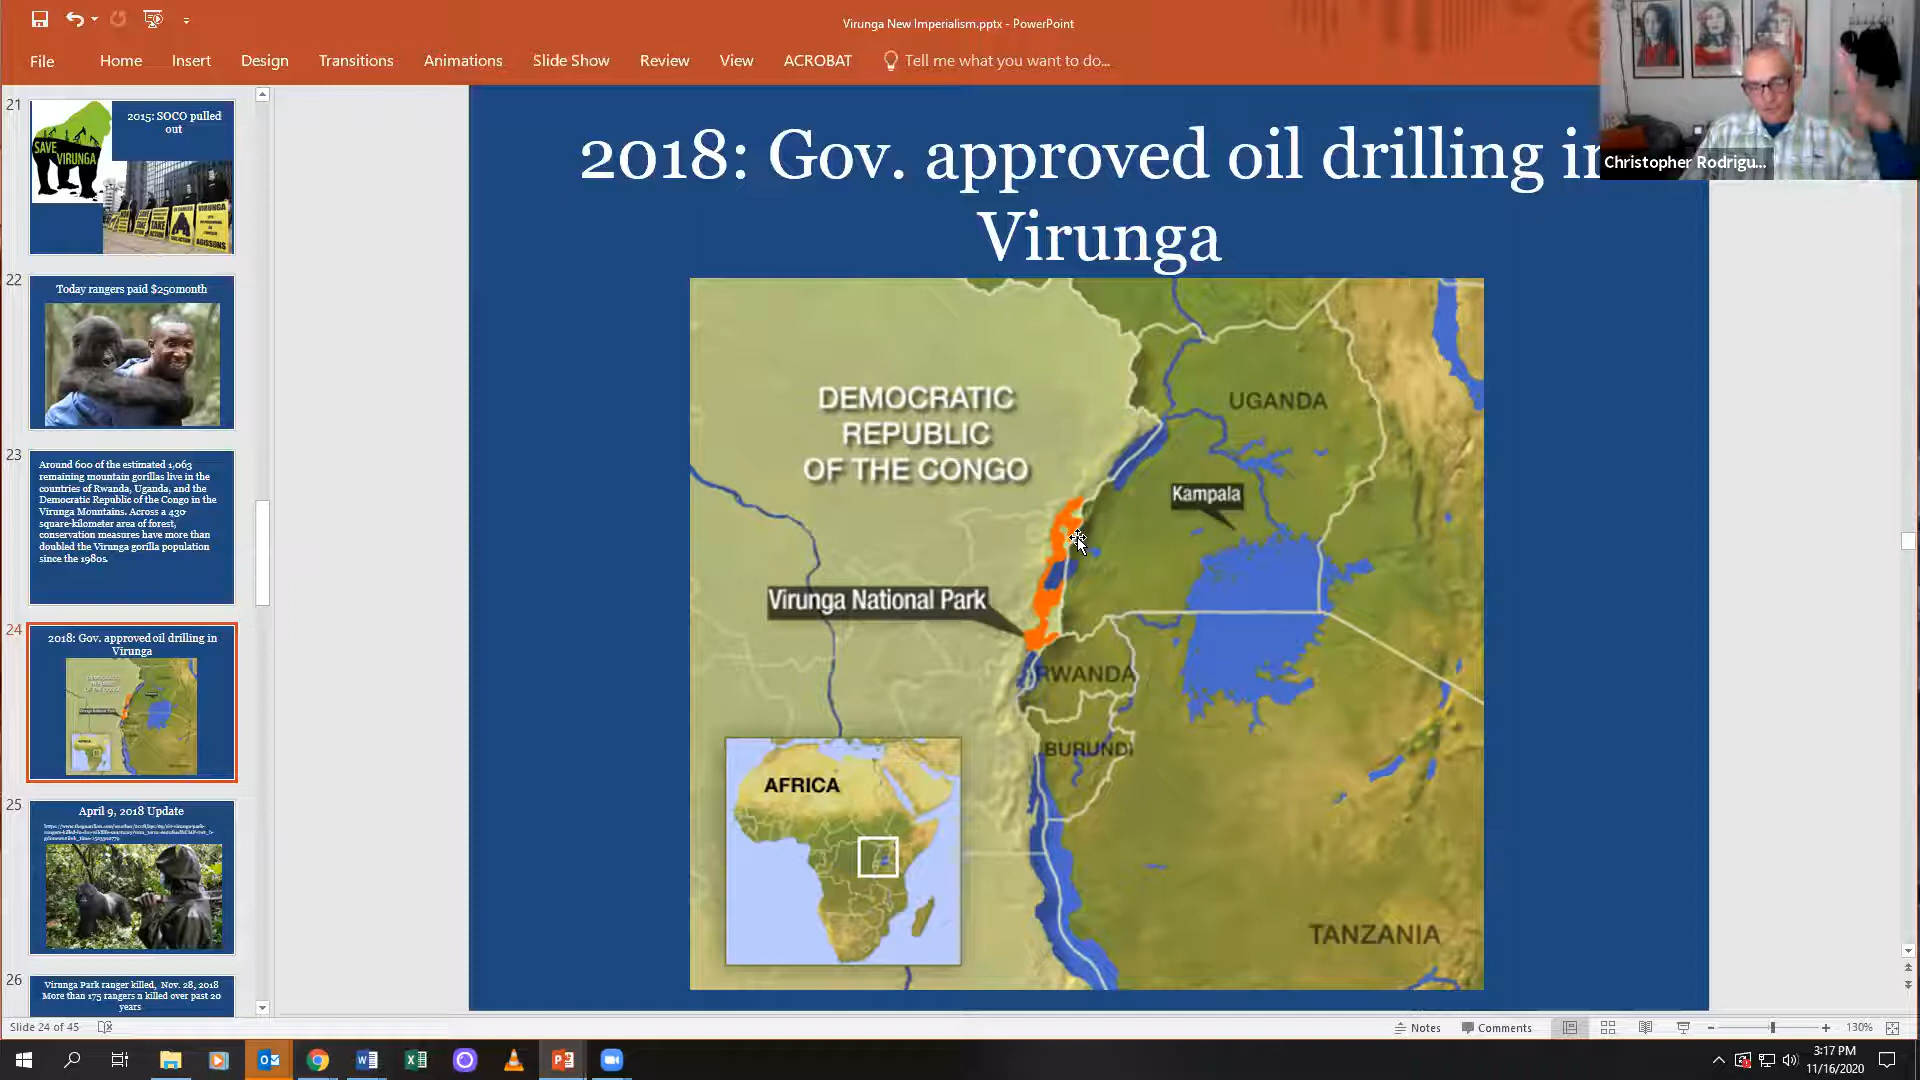 Virunga New Imperialism.pptx - PowerPoint
File Home Insert Design Transitions Animations Slide Show Review View ACROBAT Tell me what you want to do...
Christopher Rodrigu...
21
2015: SOCO pulled
out
SAVE
VIRUNGA
VIRUNGA
AGISSONS
22
Today rangers paid $250month
23
Around 600 of the estimated 1,063
remaining mountain gorillas live in the
countries of Rwanda, Uganda, and the
Democratic Republic of the Congo in the
Virunga Mountains. Across a 430-
square-kilometer area of forest,
conservation measures have more than
doubled the Virunga gorilla population
since the 1980s.
24
2018: Gov. approved oil drilling in
Virunga
25
April 9, 2018 Update
26
Virunga Park ranger killed, Nov. 28, 2018
More than 175 rangers n killed over past 20
years
2018: Gov. approved oil drilling in
Virunga
DEMOCRATIC
REPUBLIC
OF THE CONGO
UGANDA
Kampala
Virunga National Park
RWANDA
BURUNDI
AFRICA
TANZANIA
Slide 24 of 45
Notes Comments 130%
3:17 PM
11/16/2020